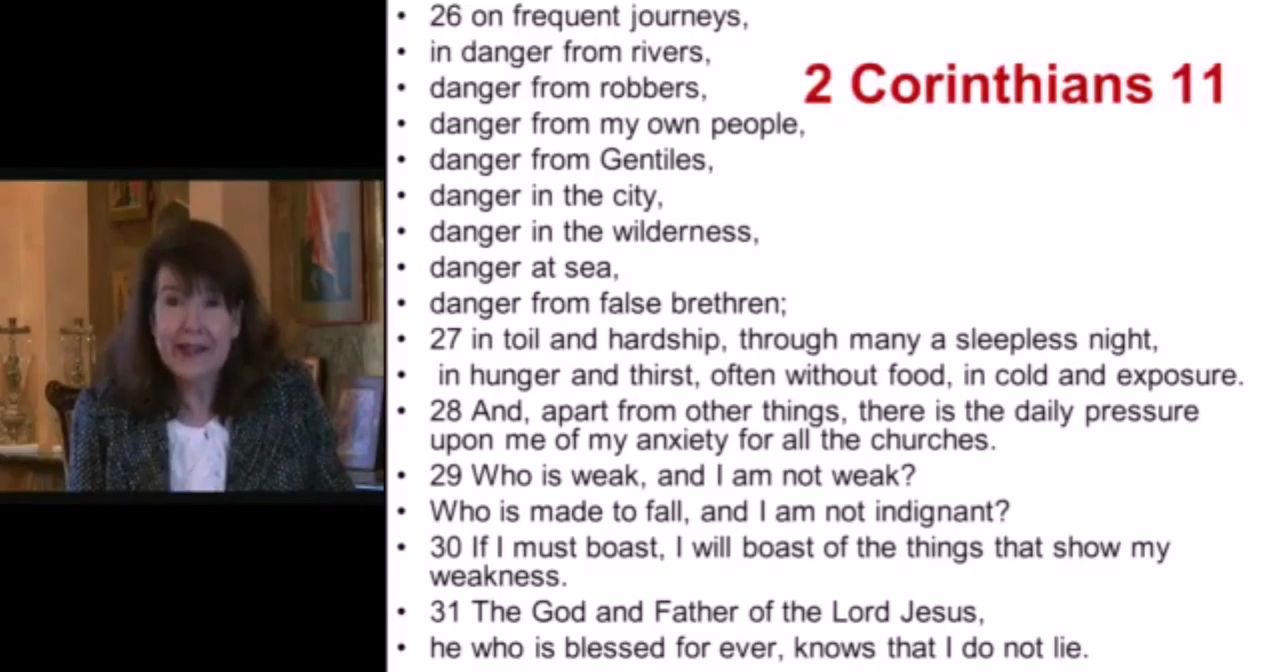 • 26 on frequent journeys,
• in danger from rivers,
2 Corinthians 11
• danger from robbers,
• danger from my own people,
• danger from Gentiles,
• danger in the city,
• danger in the wilderness,
• danger at sea,
• danger from false brethren;
• 27 in toil and hardship, through many a sleepless night,
• in hunger and thirst, often without food, in cold and exposure.
• 28 And, apart from other things, there is the daily pressure
upon me of my anxiety for all the churches.
• 29 Who is weak, and I am not weak?
• Who is made to fall, and I am not indignant?
• 30 If I must boast, I will boast of the things that show my
weakness.
• 31 The God and Father of the Lord Jesus,
• he who is blessed for ever, knows that I do not lie.